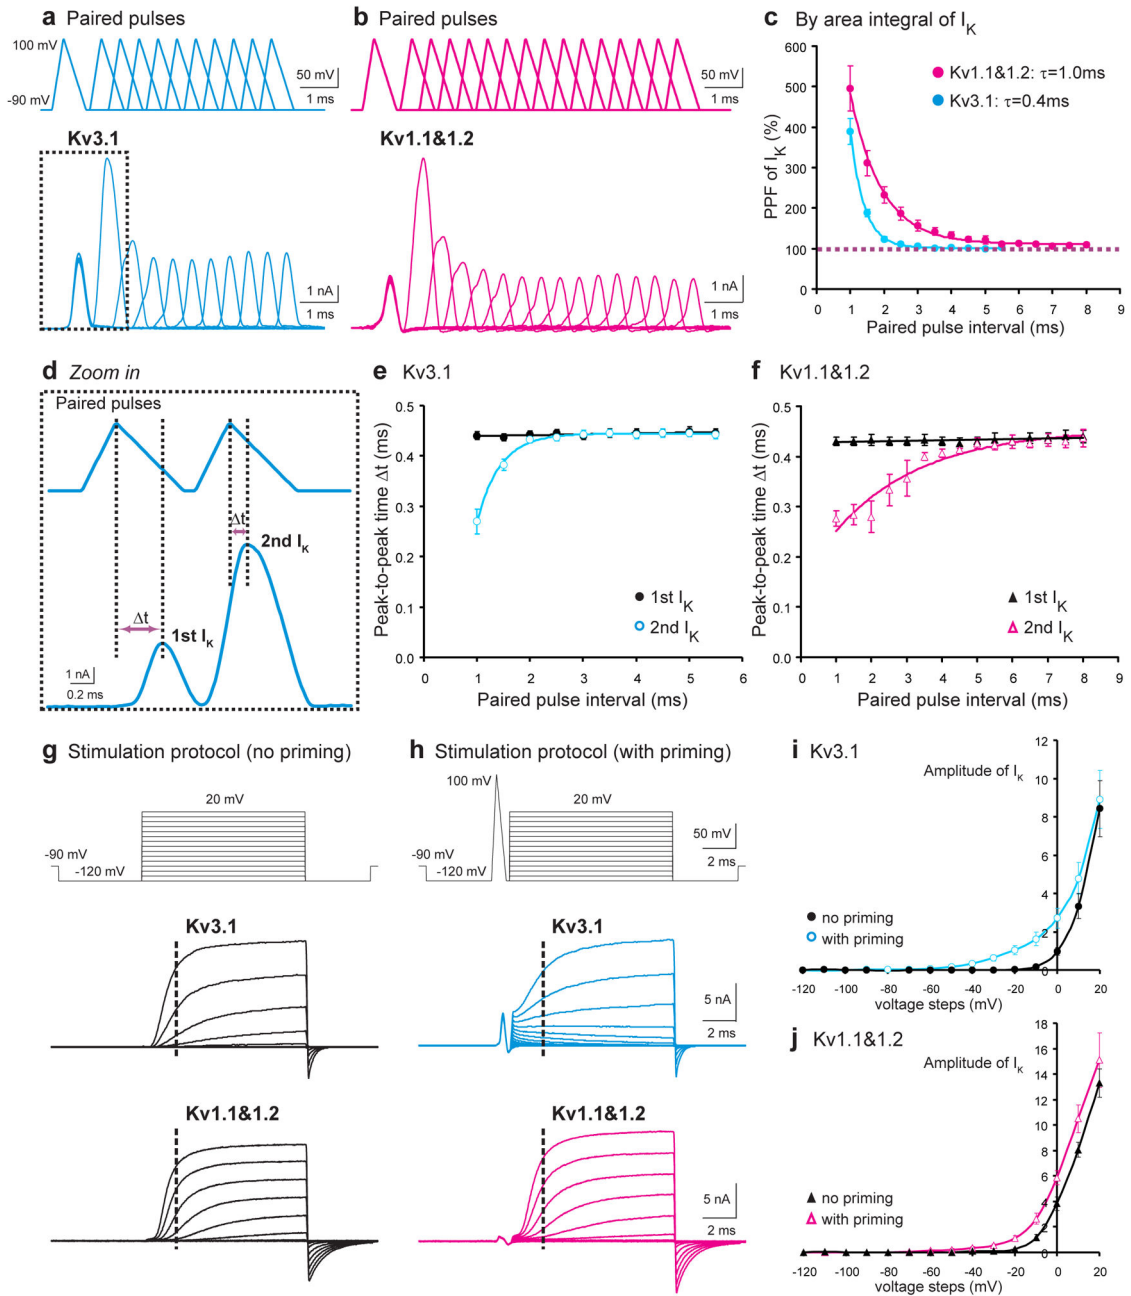 a Paired pulses
100 mV
-90 mV
50 mV
1 ms
Kv3.1
1 nA
1 ms
b Paired pulses
50 mV
1 ms
Kv1.1&1.2
1 nA
1 ms
c By area integral of IK
PPF of IK (%)
600
500
400
300
200
100
0
Kv1.1&1.2: τ=1.0ms
Kv3.1: τ=0.4ms
0 1 2 3 4 5 6 7 8 9
Paired pulse interval (ms)
d Zoom in
Paired pulses
Δt
2nd IK
Δt
1st IK
1 nA
0.2 ms
e Kv3.1
Peak-to-peak time Δt (ms)
0.5
0.4
0.3
0.2
0.1
0.0
1st IK
2nd IK
0 1 2 3 4 5 6
Paired pulse interval (ms)
f Kv1.1&1.2
Peak-to-peak time Δt (ms)
0.5
0.4
0.3
0.2
0.1
0.0
1st IK
2nd IK
0 1 2 3 4 5 6 7 8 9
Paired pulse interval (ms)
g Stimulation protocol (no priming)
20 mV
-90 mV
-120 mV
Kv3.1
Kv1.1&1.2
h Stimulation protocol (with priming)
100 mV
20 mV
50 mV
2 ms
-90 mV
-120 mV
Kv3.1
5 nA
2 ms
Kv1.1&1.2
5 nA
2 ms
i Kv3.1
Amplitude of IK
12
10
8
6
4
2
0
no priming
with priming
-120 -100 -80 -60 -40 -20 0 20
voltage steps (mV)
j Kv1.1&1.2
Amplitude of IK
18
16
14
12
10
8
6
4
2
0
no priming
with priming
-120 -100 -80 -60 -40 -20 0 20
voltage steps (mV)